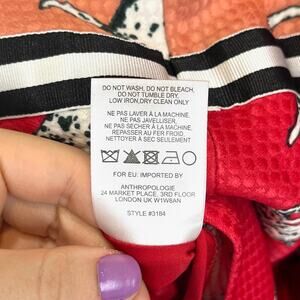 DO NOT WASH, DO NOT BLEACH,
DO NOT TUMBLE DRY,
LOW IRON,DRY CLEAN ONLY
NE PAS LAVER À LA MACHINE.
NE PAS JAVELLISER,
NE PAS SECHER A LA MACHINE.
REPASSER AU FER FROID.
NETTOYER À SEC SEULEMENT
FOR EU: IMPORTED BY
ANTHROPOLOGIE
24 MARKET PLACE, 3RD FLOOR
LONDON UK W1W8AN
STYLE #3184